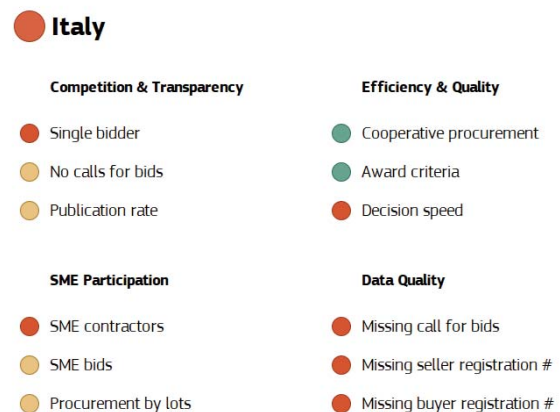 Italy
Competition & Transparency
Single bidder
No calls for bids
Publication rate
Efficiency & Quality
Cooperative procurement
Award criteria
Decision speed
SME Participation
SME contractors
SME bids
Procurement by lots
Data Quality
Missing call for bids
Missing seller registration #
Missing buyer registration #